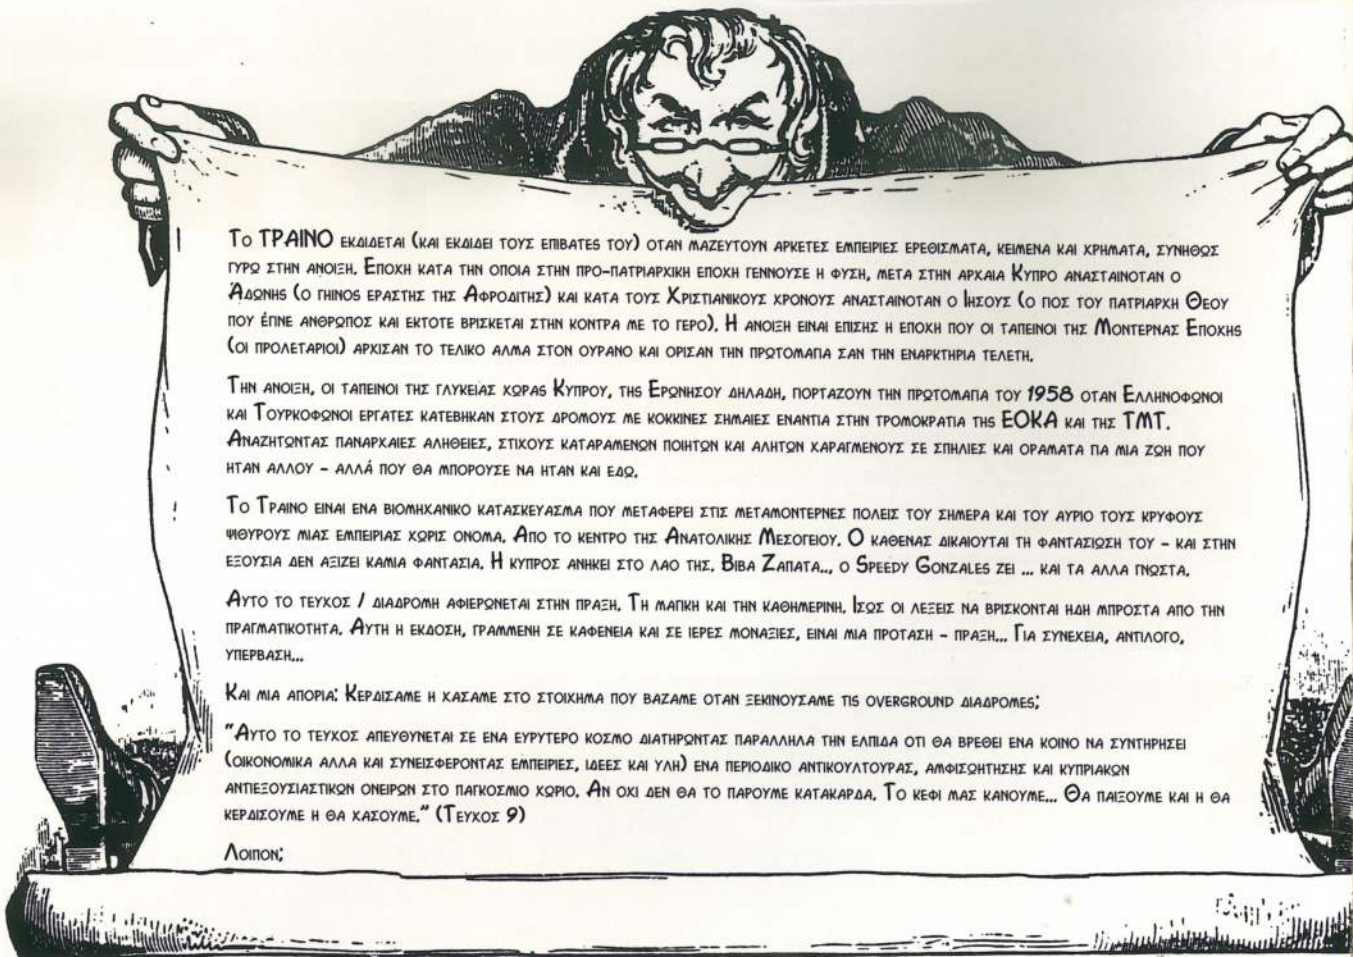 Το ΤΡΑΙΝΟ ΕΚΔΙΔΕΤΑΙ (ΚΑΙ ΕΚΔΙΔΕΙ ΤΟΥΣ ΕΠΙΒΑΤΕS ΤΟΥ) ΟΤΑΝ ΜΑΖΕΥΤΟΥΝ ΑΡΚΕΤΕΣ ΕΜΠΕΙΡΙΕΣ ΕΡΕΘΙΣΜΑΤΑ, ΚΕΙΜΕΝΑ ΚΑΙ ΧΡΗΜΑΤΑ, ΣΥΝΗΘΩΣ
ΓΥΡΩ ΣΤΗΝ ΑΝΟΙΞΗ. ΕΠΟΧΗ ΚΑΤΑ ΤΗΝ ΟΠΟΙΑ ΣΤΗΝ ΠΡΟ-ΠΑΤΡΙΑΡΧΙΚΗ ΕΠΟΧΗ ΓΕΝΝΟΥΣΕ Η ΦΥΣΗ, ΜΕΤΑ ΣΤΗΝ ΑΡΧΑΙΑ ΚΥΠΡΟ ΑΝΑΣΤΑΙΝΟΤΑΝ Ο
ΆΔΩΝΗS (Ο ΓΗΙΝΟS ΕΡΑΣΤΗΣ ΤΗΣ ΑΦΡΟΔΙΤΗΣ) ΚΑΙ ΚΑΤΑ ΤΟΥΣ ΧΡΙΣΤΙΑΝΙΚΟΥΣ ΧΡΟΝΟΥΣ ΑΝΑΣΤΑΙΝΟΤΑΝ Ο ΙΗΣΟΥΣ (Ο ΓΙΟΣ ΤΟΥ ΠΑΤΡΙΑΡΧΗ ΘΕΟΥ
ΠΟΥ ΈΓΙΝΕ ΑΝΘΡΩΠΟΣ ΚΑΙ ΕΚΤΟΤΕ ΒΡΙΣΚΕΤΑΙ ΣΤΗΝ ΚΟΝΤΡΑ ΜΕ ΤΟ ΓΕΡΟ). Η ΑΝΟΙΞΗ ΕΙΝΑΙ ΕΠΙΣΗΣ Η ΕΠΟΧΗ ΠΟΥ ΟΙ ΤΑΠΕΙΝΟΙ ΤΗΣ ΜΟΝΤΕΡΝΑΣ ΕΠΟΧΗS
(ΟΙ ΠΡΟΛΕΤΑΡΙΟΙ) ΑΡΧΙΣΑΝ ΤΟ ΤΕΛΙΚΟ ΑΛΜΑ ΣΤΟΝ ΟΥΡΑΝΟ ΚΑΙ ΟΡΙΣΑΝ ΤΗΝ ΠΡΩΤΟΜΑΓΙΑ ΣΑΝ ΤΗΝ ΕΝΑΡΚΤΗΡΙΑ ΤΕΛΕΤΗ.
ΤΗΝ ΑΝΟΙΞΗ, ΟΙ ΤΑΠΕΙΝΟΙ ΤΗΣ ΓΛΥΚΕΙΑΣ ΧΩΡΑS ΚΥΠΡΟΥ, ΤΗS ΕΡΩΝΗΣΟΥ ΔΗΛΑΔΗ, ΓΙΟΡΤΑΖΟΥΝ ΤΗΝ ΠΡΩΤΟΜΑΓΙΑ ΤΟΥ 1958 ΟΤΑΝ ΕΛΛΗΝΟΦΩΝΟΙ
ΚΑΙ ΤΟΥΡΚΟΦΩΝΟΙ ΕΡΓΑΤΕΣ ΚΑΤΕΒΗΚΑΝ ΣΤΟΥΣ ΔΡΟΜΟΥΣ ΜΕ ΚΟΚΚΙΝΕΣ ΣΗΜΑΙΕΣ ΕΝΑΝΤΙΑ ΣΤΗΝ ΤΡΟΜΟΚΡΑΤΙΑ ΤΗS ΕΟΚΑ ΚΑΙ ΤΗΣ ΤΜΤ.
ΑΝΑΖΗΤΩΝΤΑΣ ΠΑΝΑΡΧΑΙΕΣ ΑΛΗΘΕΙΕΣ, ΣΤΙΧΟΥΣ ΚΑΤΑΡΑΜΕΝΩΝ ΠΟΙΗΤΩΝ ΚΑΙ ΑΛΗΤΩΝ ΧΑΡΑΓΜΕΝΟΥΣ ΣΕ ΣΠΗΛΙΕΣ ΚΑΙ ΟΡΑΜΑΤΑ ΓΙΑ ΜΙΑ ΖΩΗ ΠΟΥ
ΗΤΑΝ ΑΛΛΟΥ - ΑΛΛΆ ΠΟΥ ΘΑ ΜΠΟΡΟΥΣΕ ΝΑ ΗΤΑΝ ΚΑΙ ΕΔΩ.
ΤΟ ΤΡΑΙΝΟ ΕΙΝΑΙ ΕΝΑ ΒΙΟΜΗΧΑΝΙΚΟ ΚΑΤΑΣΚΕΥΑΣΜΑ ΠΟΥ ΜΕΤΑΦΕΡΕΙ ΣΤΙΣ ΜΕΤΑΜΟΝΤΕΡΝΕΣ ΠΟΛΕΙΣ ΤΟΥ ΣΗΜΕΡΑ ΚΑΙ ΤΟΥ ΑΥΡΙΟ ΤΟΥΣ ΚΡΥΦΟΥΣ
ΨΙΘΥΡΟΥΣ ΜΙΑΣ ΕΜΠΕΙΡΙΑΣ ΧΩΡΙΣ ΟΝΟΜΑ. ΑΠΟ ΤΟ ΚΕΝΤΡΟ ΤΗΣ ΑΝΑΤΟΛΙΚΗΣ ΜΕΣΟΓΕΙΟΥ. Ο ΚΑΘΕΝΑΣ ΔΙΚΑΙΟΥΤΑΙ ΤΗ ΦΑΝΤΑΣΙΩΣΗ ΤΟΥ - ΚΑΙ ΣΤΗΝ
ΕΞΟΥΣΙΑ ΔΕΝ ΑΞΙΖΕΙ ΚΑΜΙΑ ΦΑΝΤΑΣΙΑ. Η ΚΥΠΡΟΣ ΑΝΗΚΕΙ ΣΤΟ ΛΑΟ ΤΗΣ. ΒΙΒΑ ΖΑΠΑΤΑ.., Ο SPEEDY GONZALES ΖΕΙ ... ΚΑΙ ΤΑ ΑΛΛΑ ΓΝΩΣΤΑ.
ΑΥΤΟ ΤΟ ΤΕΥΧΟΣ / ΔΙΑΔΡΟΜΗ ΑΦΙΕΡΩΝΕΤΑΙ ΣΤΗΝ ΠΡΑΞΗ. ΤΗ ΜΑΓΙΚΗ ΚΑΙ ΤΗΝ ΚΑΘΗΜΕΡΙΝΗ. ΙΣΩΣ ΟΙ ΛΕΞΕΙΣ ΝΑ ΒΡΙΣΚΟΝΤΑΙ ΗΔΗ ΜΠΡΟΣΤΑ ΑΠΟ ΤΗΝ
ΠΡΑΓΜΑΤΙΚΟΤΗΤΑ. ΑΥΤΗ Η ΕΚΔΟΣΗ, ΓΡΑΜΜΕΝΗ ΣΕ ΚΑΦΕΝΕΙΑ ΚΑΙ ΣΕ ΙΕΡΕΣ ΜΟΝΑΞΙΕΣ, ΕΙΝΑΙ ΜΙΑ ΠΡΟΤΑΣΗ - ΠΡΑΞΗ... ΓΙΑ ΣΥΝΕΧΕΙΑ, ΑΝΤΙΛΟΓΟ,
ΥΠΕΡΒΑΣΗ...
ΚΑΙ ΜΙΑ ΑΠΟΡΙΑ: ΚΕΡΔΙΣΑΜΕ Η ΧΑΣΑΜΕ ΣΤΟ ΣΤΟΙΧΗΜΑ ΠΟΥ ΒΑΖΑΜΕ ΟΤΑΝ ΞΕΚΙΝΟΥΣΑΜΕ ΤΙS OVERGROUND ΔΙΑΔΡΟΜΕS;
"ΑΥΤΟ ΤΟ ΤΕΥΧΟΣ ΑΠΕΥΘΥΝΕΤΑΙ ΣΕ ΕΝΑ ΕΥΡΥΤΕΡΟ ΚΟΣΜΟ ΔΙΑΤΗΡΩΝΤΑΣ ΠΑΡΑΛΛΗΛΑ ΤΗΝ ΕΛΠΙΔΑ ΟΤΙ ΘΑ ΒΡΕΘΕΙ ΕΝΑ ΚΟΙΝΟ ΝΑ ΣΥΝΤΗΡΗΣΕΙ
(ΟΙΚΟΝΟΜΙΚΑ ΑΛΛΑ ΚΑΙ ΣΥΝΕΙΣΦΕΡΟΝΤΑΣ ΕΜΠΕΙΡΙΕΣ, ΙΔΕΕΣ ΚΑΙ ΥΛΗ) ΕΝΑ ΠΕΡΙΟΔΙΚΟ ΑΝΤΙΚΟΥΛΤΟΥΡΑΣ, ΑΜΦΙΣΩΗΤΗΣΗΣ ΚΑΙ ΚΥΠΡΙΑΚΩΝ
ΑΝΤΙΕΞΟΥΣΙΑΣΤΙΚΩΝ ΟΝΕΙΡΩΝ ΣΤΟ ΠΑΓΚΟΣΜΙΟ ΧΩΡΙΟ. ΑΝ ΟΧΙ ΔΕΝ ΘΑ ΤΟ ΠΑΡΟΥΜΕ ΚΑΤΑΚΑΡΔΑ. ΤΟ ΚΕΦΙ ΜΑΣ ΚΑΝΟΥΜΕ... ΘΑ ΠΑΙΞΟΥΜΕ ΚΑΙ Η ΘΑ
ΚΕΡΔΙΣΟΥΜΕ Η ΘΑ ΧΑΣΟΥΜΕ." (ΤΕΥΧΟΣ 9)
ΛΟΙΠΟΝ;